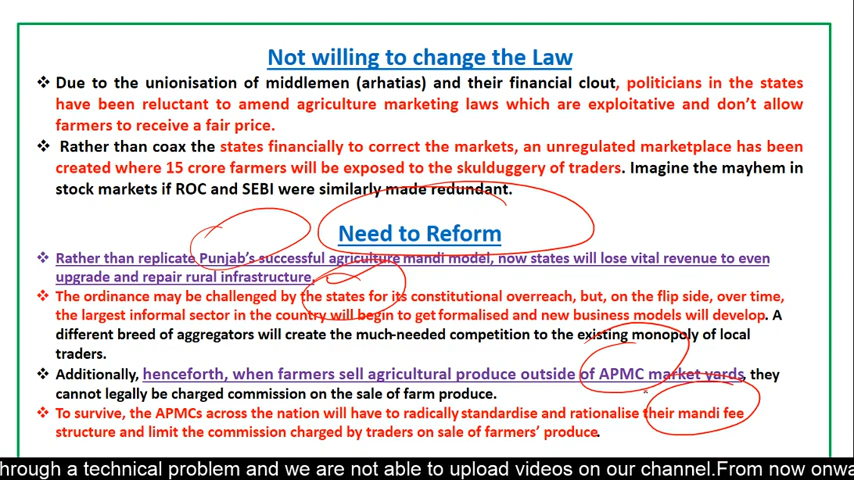 Not willing to change the Law
❖ Due to the unionisation of middlemen (arhatias) and their financial clout, politicians in the states
have been reluctant to amend agriculture marketing laws which are exploitative and don't allow
farmers to receive a fair price.
❖ Rather than coax the states financially to correct the markets, an unregulated marketplace has been
created where 15 crore farmers will be exposed to the skulduggery of traders. Imagine the mayhem in
stock markets if ROC and SEBI were similarly made redundant.
Need to Reform
❖ Rather than replicate Punjab's successful agriculture mandi model, now states will lose vital revenue to even
upgrade and repair rural infrastructure.
❖ The ordinance may be challenged by the states for its constitutional overreach, but, on the flip side, over time,
the largest informal sector in the country will begin to get formalised and new business models will develop. A
different breed of aggregators will create the much-needed competition to the existing monopoly of local
traders.
❖ Additionally, henceforth, when farmers sell agricultural produce outside of APMC market yards, they
cannot legally be charged commission on the sale of farm produce.
❖ To survive, the APMCs across the nation will have to radically standardise and rationalise their mandi fee
structure and limit the commission charged by traders on sale of farmers' produce.
hrough a technical problem and we are not able to upload videos on our channel.From now onwa